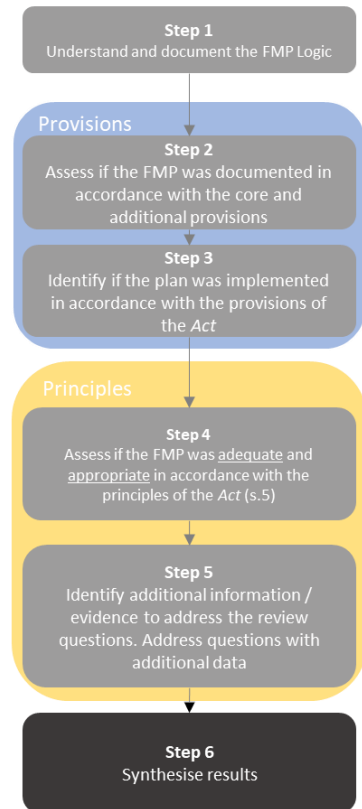 Step 1
Understand and document the FMP Logic
Provisions
Step 2
Assess if the FMP was documented in
accordance with the core and
additional provisions
Step 3
Identify if the plan was implemented
in accordance with the provisions of
the Act
Principles
Step 4
Assess if the FMP was adequate and
appropriate in accordance with the
principles of the Act (s.5)
Step 5
Identify additional information /
evidence to address the review
questions. Address questions with
additional data
Step 6
Synthesise results